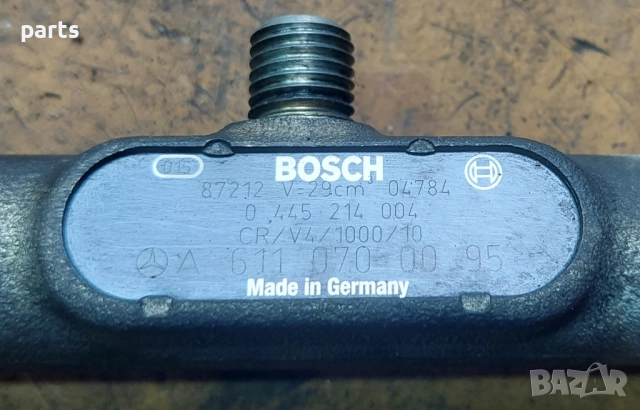 parts
015
BOSCH
87212 V=29cm³ 04784
0 445 214 004
CR/V4/1000/10
A 611 070 00 95
Made in Germany
BAZAR